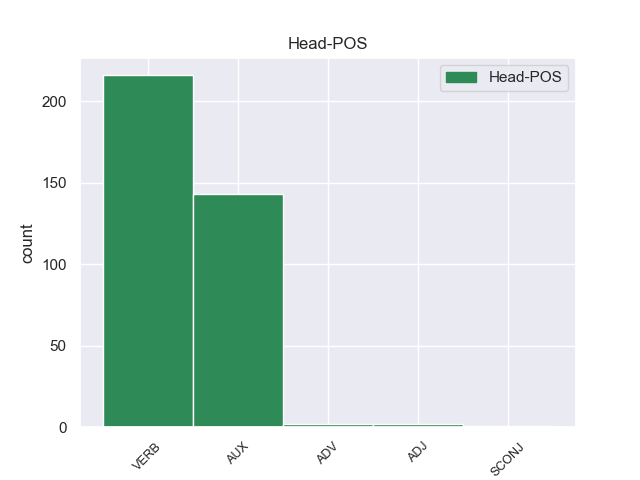 Head-POS
Head-POS
200
150
100
50
0
count
VERB
AUX
ADV
ADJ
SCONJ